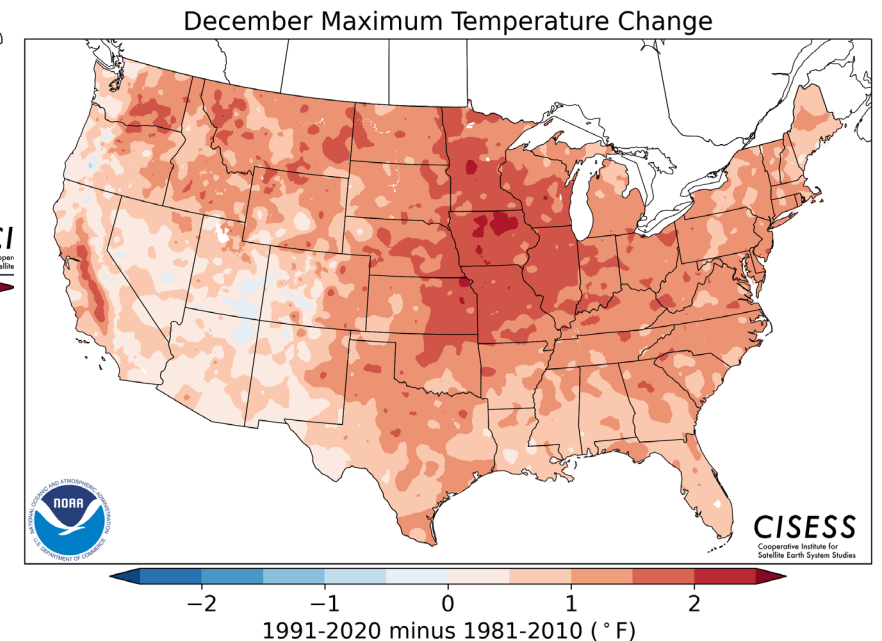 December Maximum Temperature Change
CI
NATIONAL OCEANIC AND ATMOSPHERIC ADMINISTRATION
NOAA
U.S. DEPARTMENT OF COMMERCE
CISESS
Cooperative Institute for
Satellite Earth System Studies
−2 −1 0 1 2
1991-2020 minus 1981-2010 (°F)